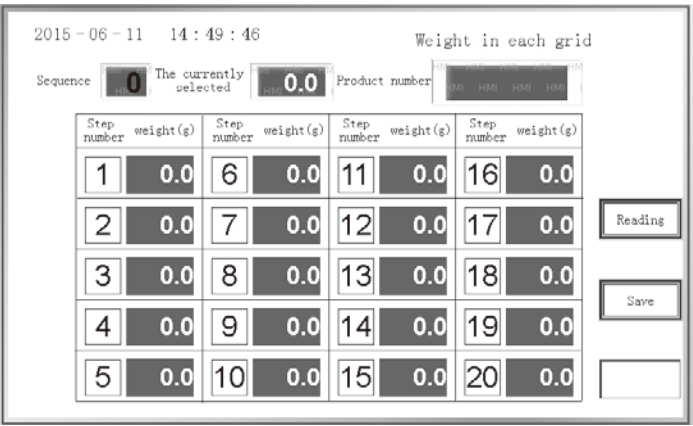 2015-06-11 14:49:46
Weight in each grid
Sequence 0 The currently selected 0.0 Product number
HMI HMI HMI HMI
Step number weight(g) Step number weight(g) Step number weight(g) Step number weight(g)
1 0.0 6 0.0 11 0.0 16 0.0
2 0.0 7 0.0 12 0.0 17 0.0
3 0.0 8 0.0 13 0.0 18 0.0
4 0.0 9 0.0 14 0.0 19 0.0
5 0.0 10 0.0 15 0.0 20 0.0
Reading
Save